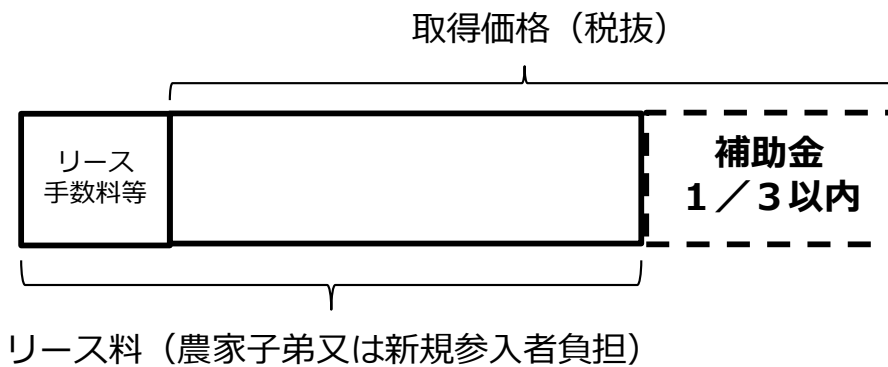 取得価格（税抜）
リース
手数料等
補助金
１／３以内
リース料（農家子弟又は新規参入者負担）